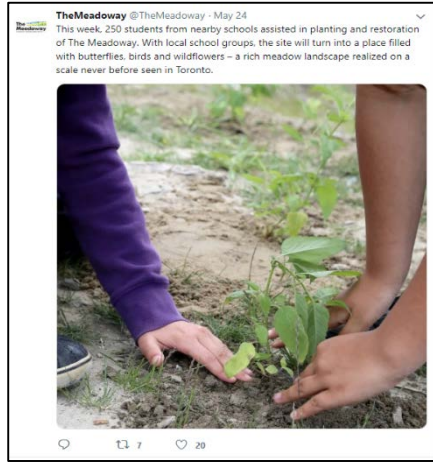 The Meadoway
TheMeadoway @TheMeadoway · May 24
This week, 250 students from nearby schools assisted in planting and restoration
of The Meadoway. With local school groups, the site will turn into a place filled
with butterflies, birds and wildflowers – a rich meadow landscape realized on a
scale never before seen in Toronto.
7 20